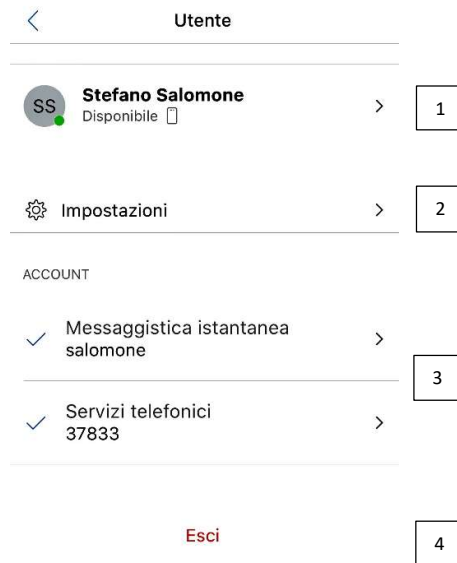 Utente
SS
Stefano Salomone
Disponibile
1
Impostazioni
2
ACCOUNT
Messaggistica istantanea
salomone
3
Servizi telefonici
37833
Esci
4